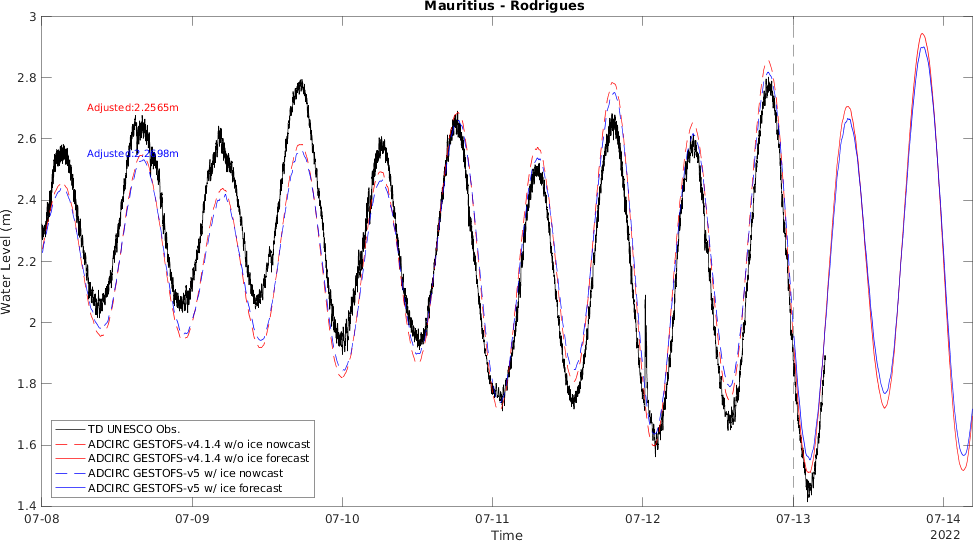 Mauritius - Rodrigues
3
2.8
2.6
2.4
2.2
2
1.8
1.6
1.4
Water Level (m)
Adjusted:2.2565m
Adjusted:2.2598m
TD UNESCO Obs.
ADCIRC GESTOFS-v4.1.4 w/o ice nowcast
ADCIRC GESTOFS-v4.1.4 w/o ice forecast
ADCIRC GESTOFS-v5 w/ ice nowcast
ADCIRC GESTOFS-v5 w/ ice forecast
07-08 07-09 07-10 07-11 07-12 07-13 07-14
Time
2022